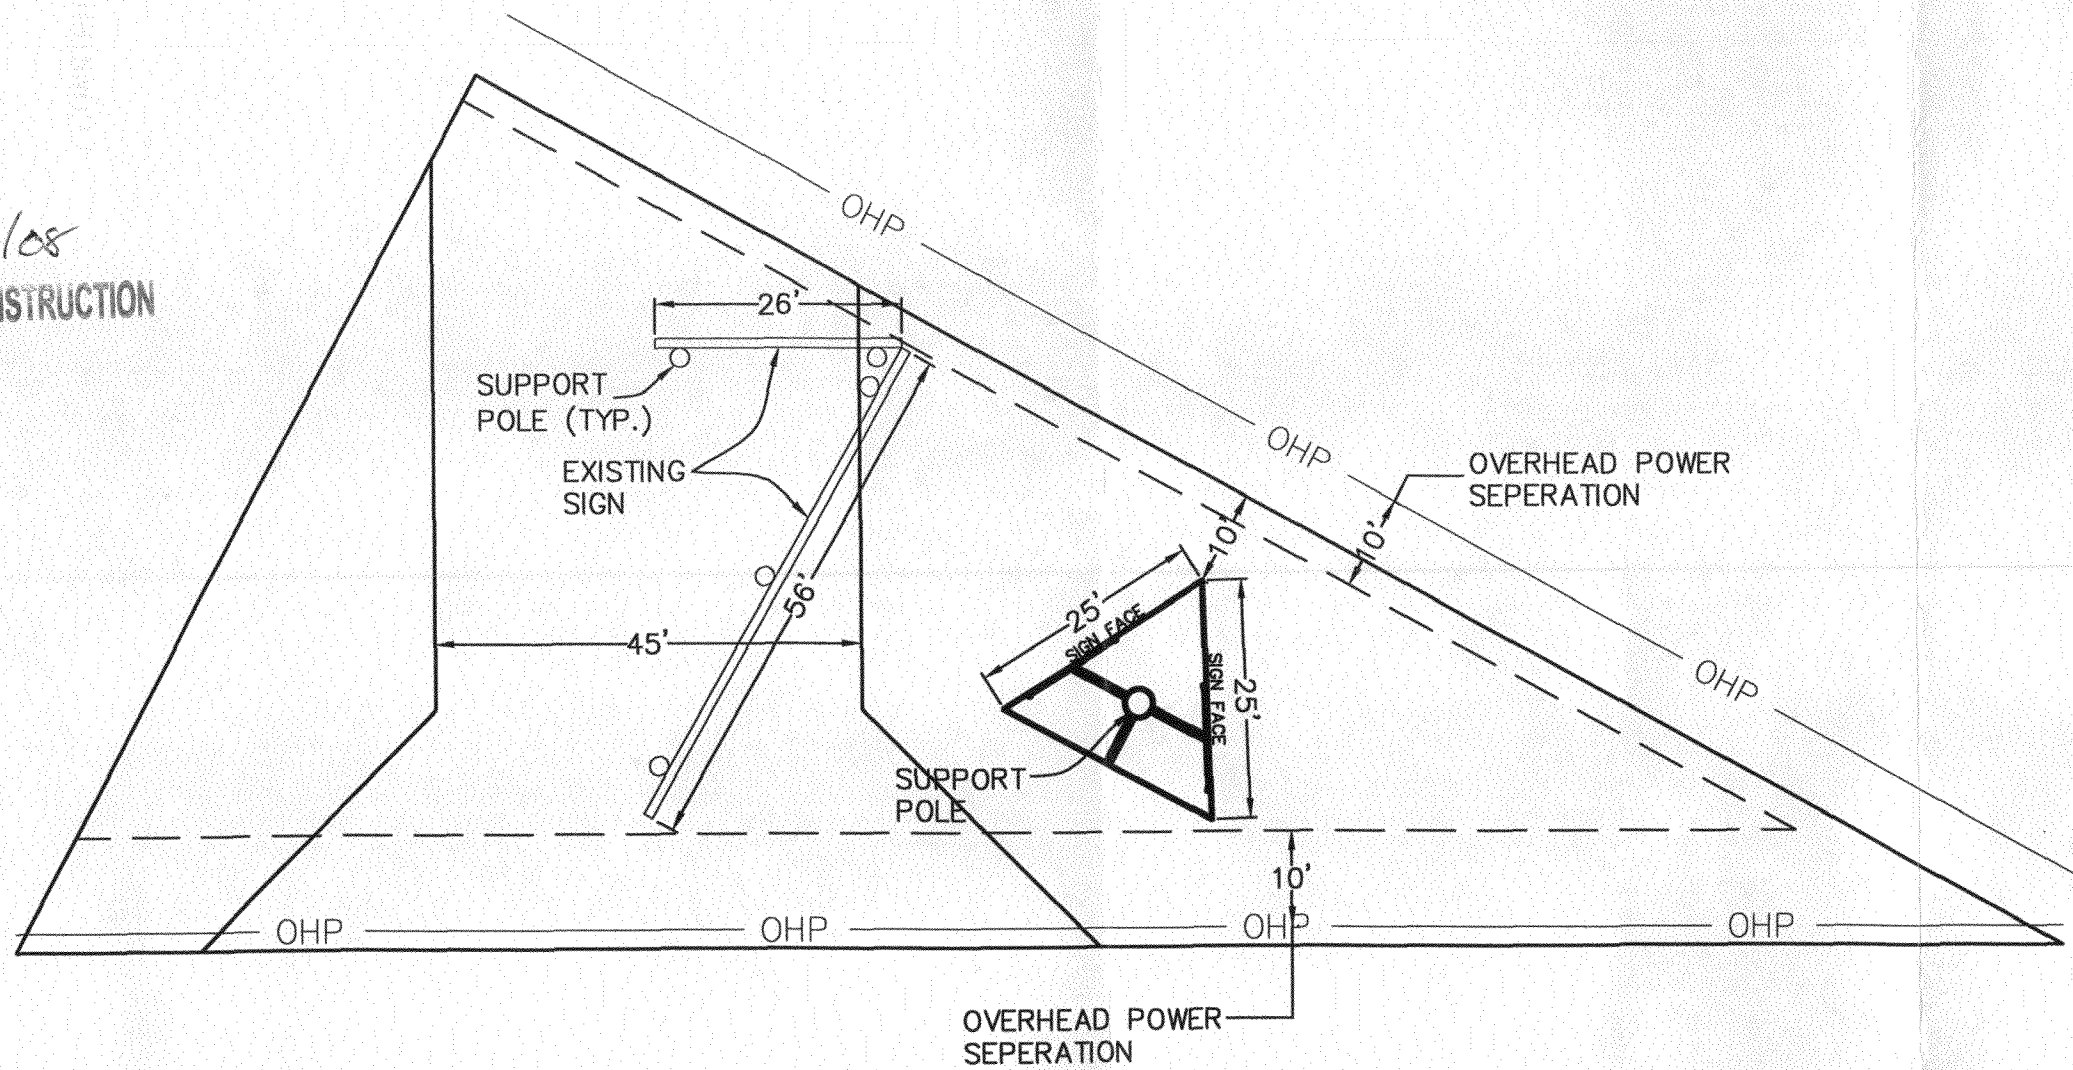 OHP
/08
NSTRUCTION
26'
SUPPORT
POLE (TYP.)
EXISTING
SIGN
OHP
OVERHEAD POWER
SEPERATION
10'
10'
56'
25'
SIGN FACE
45'
SIGN FACE
25'
OHP
SUPPORT
POLE
10'
OHP
OHP
OHP
OHP
OVERHEAD POWER
SEPERATION